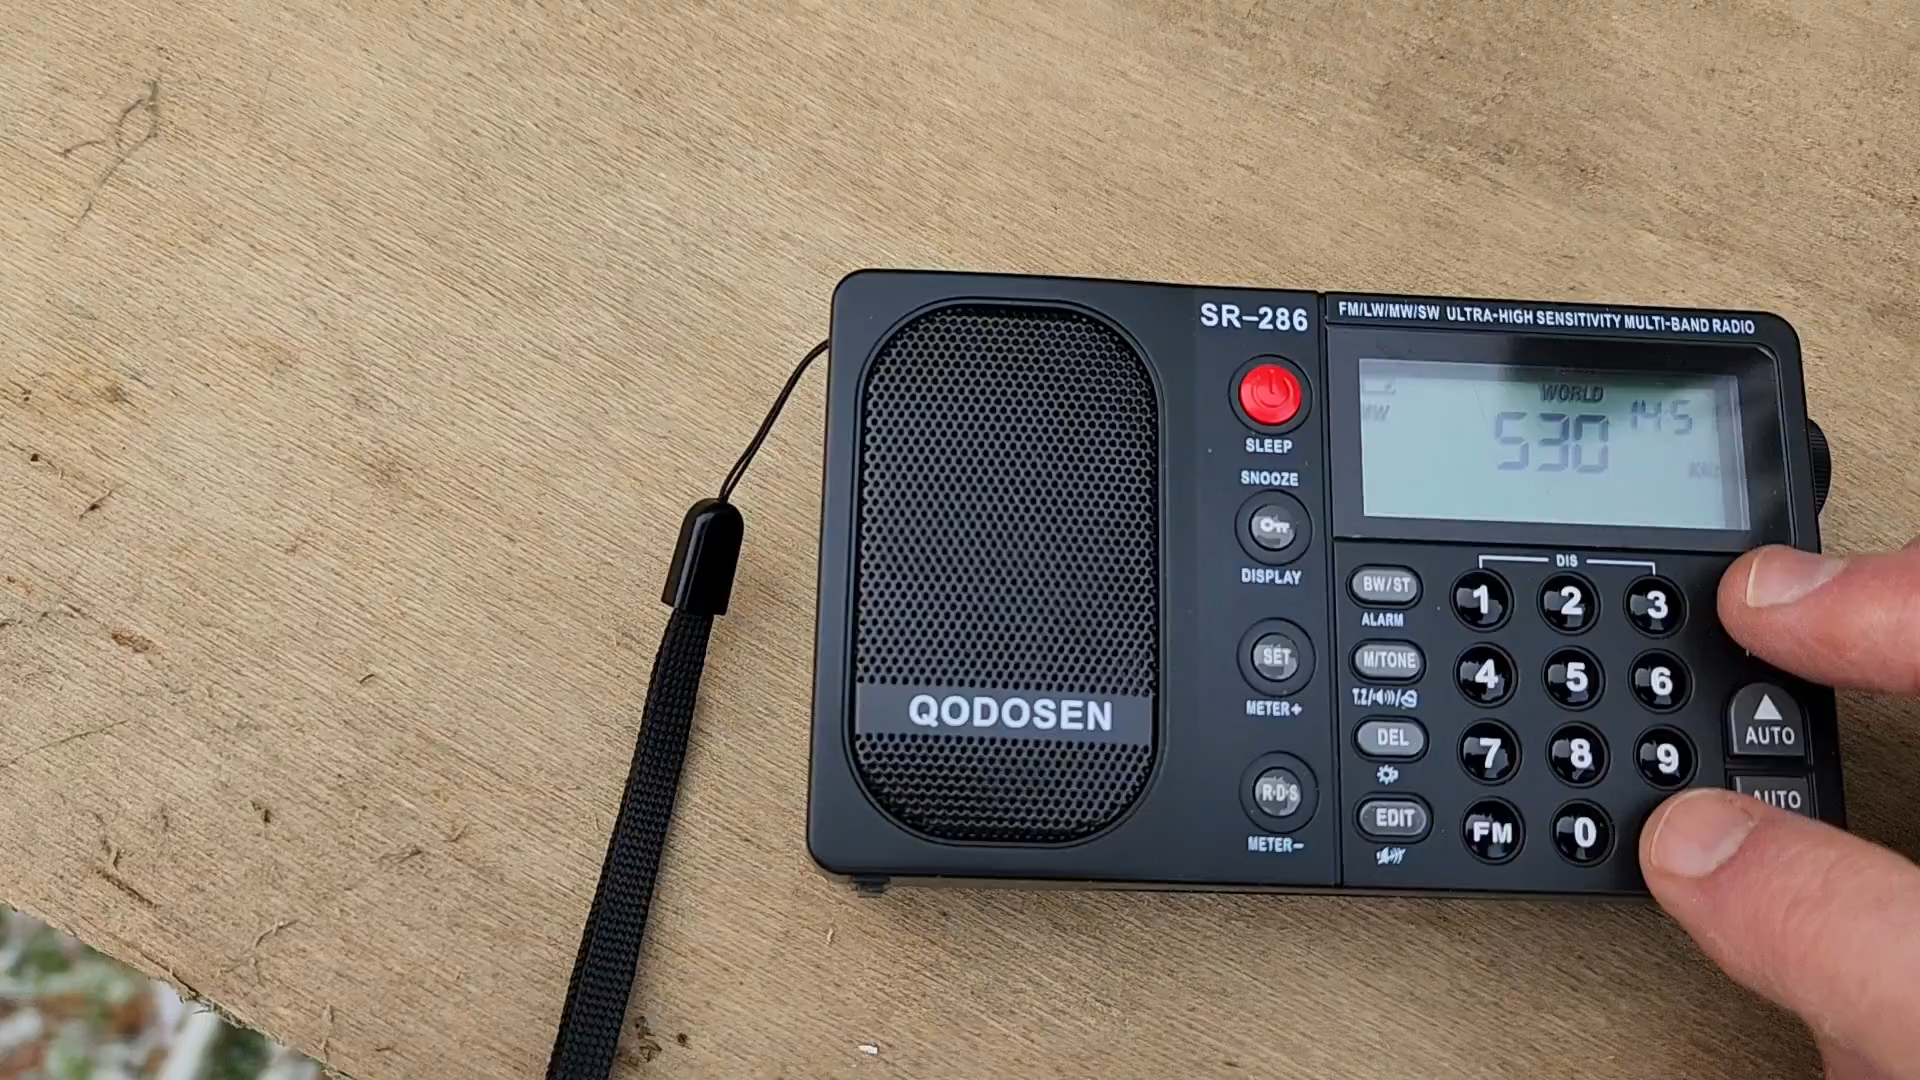 SR-286
FM/LW/MW/SW ULTRA-HIGH SENSITIVITY MULTI-BAND RADIO
WORLD
MW
530
SLEEP
SNOOZE
DISPLAY
SET
METER+
R·D·S
METER-
QODOSEN
DIS
BW/ST
1
2
3
ALARM
M/TONE
4
5
6
DEL
7
8
9
EDIT
FM
0
AUTO
AUTO